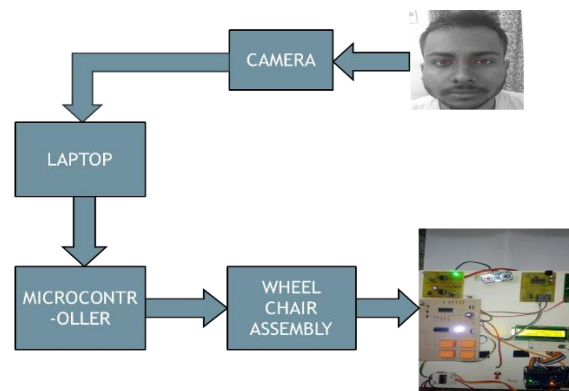 CAMERA
LAPTOP
MICROCONTR
-OLLER
WHEEL
CHAIR
ASSEMBLY